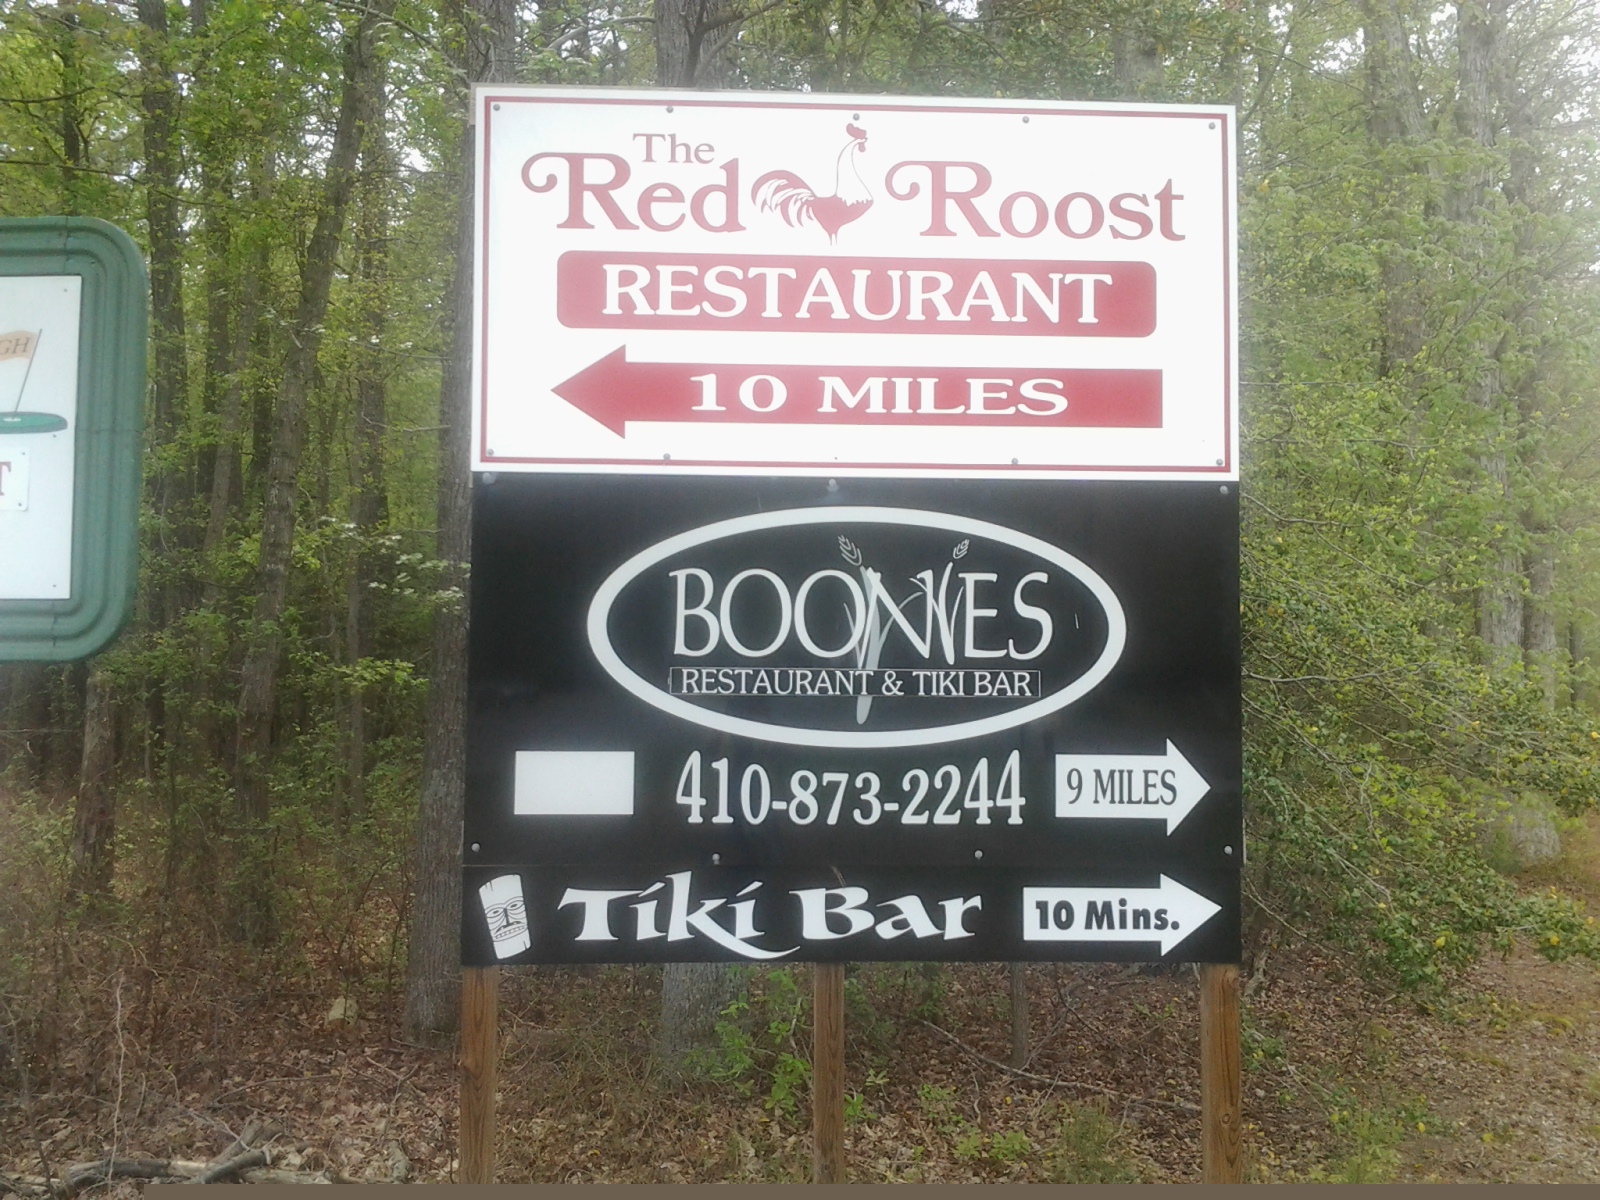 The
Red Roost
RESTAURANT
10 MILES
BOONIES
RESTAURANT & TIKI BAR
410-873-2244
9 MILES
Tiki Bar
10 Mins.
GH
T